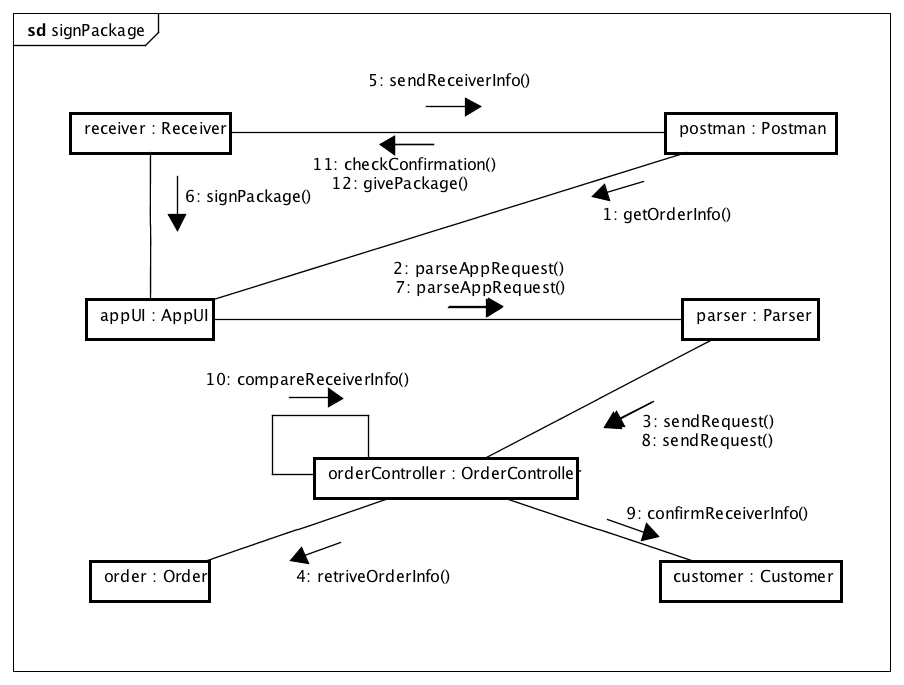 sd signPackage
5: sendReceiverInfo()
receiver : Receiver
postman : Postman
11: checkConfirmation()
12: givePackage()
6: signPackage()
1: getOrderInfo()
2: parseAppRequest()
7: parseAppRequest()
appUI : AppUI
parser : Parser
10: compareReceiverInfo()
3: sendRequest()
8: sendRequest()
orderController : OrderController
9: confirmReceiverInfo()
order : Order
4: retriveOrderInfo()
customer : Customer